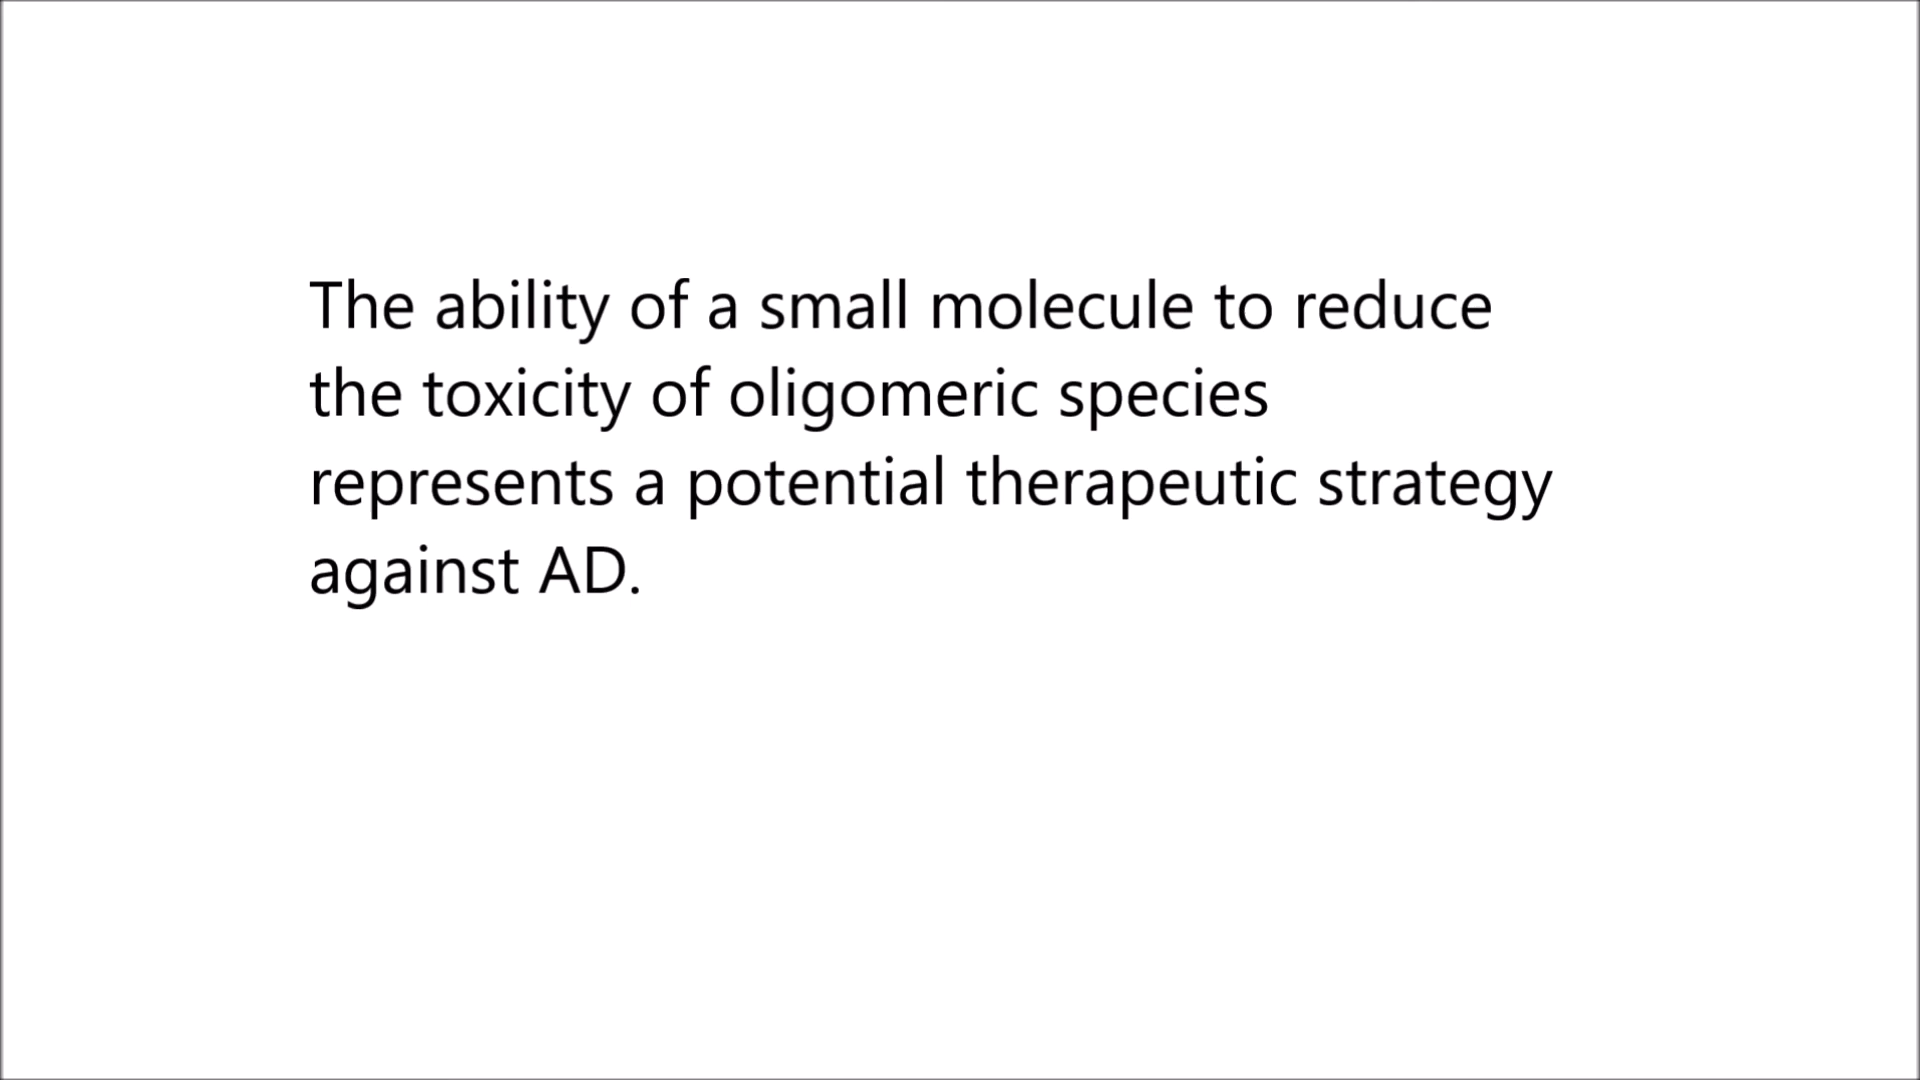 The ability of a small molecule to reduce
the toxicity of oligomeric species
represents a potential therapeutic strategy
against AD.